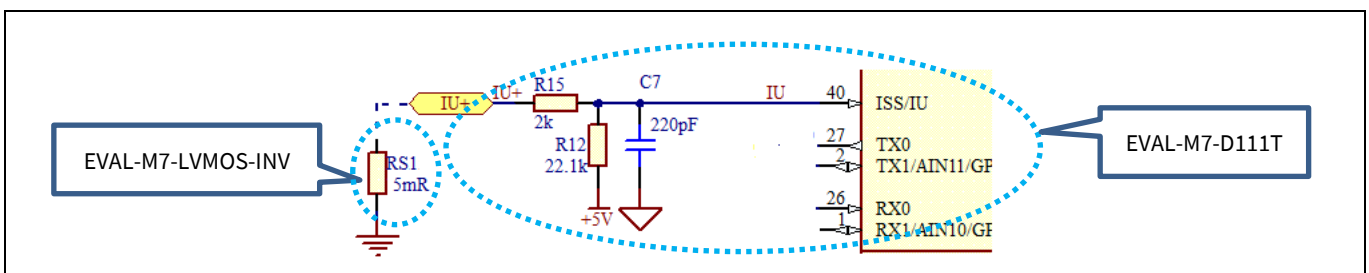 R15
C7
IU+
IU+
IU
40
ISS/IU
2k
220pF
R12
22.1k
27
TX0
2
TX1/AIN11/GP
EVAL-M7-LVMOS-INV
EVAL-M7-D111T
RS1
5mR
+5V
26
RX0
1
RX1/AIN10/GP